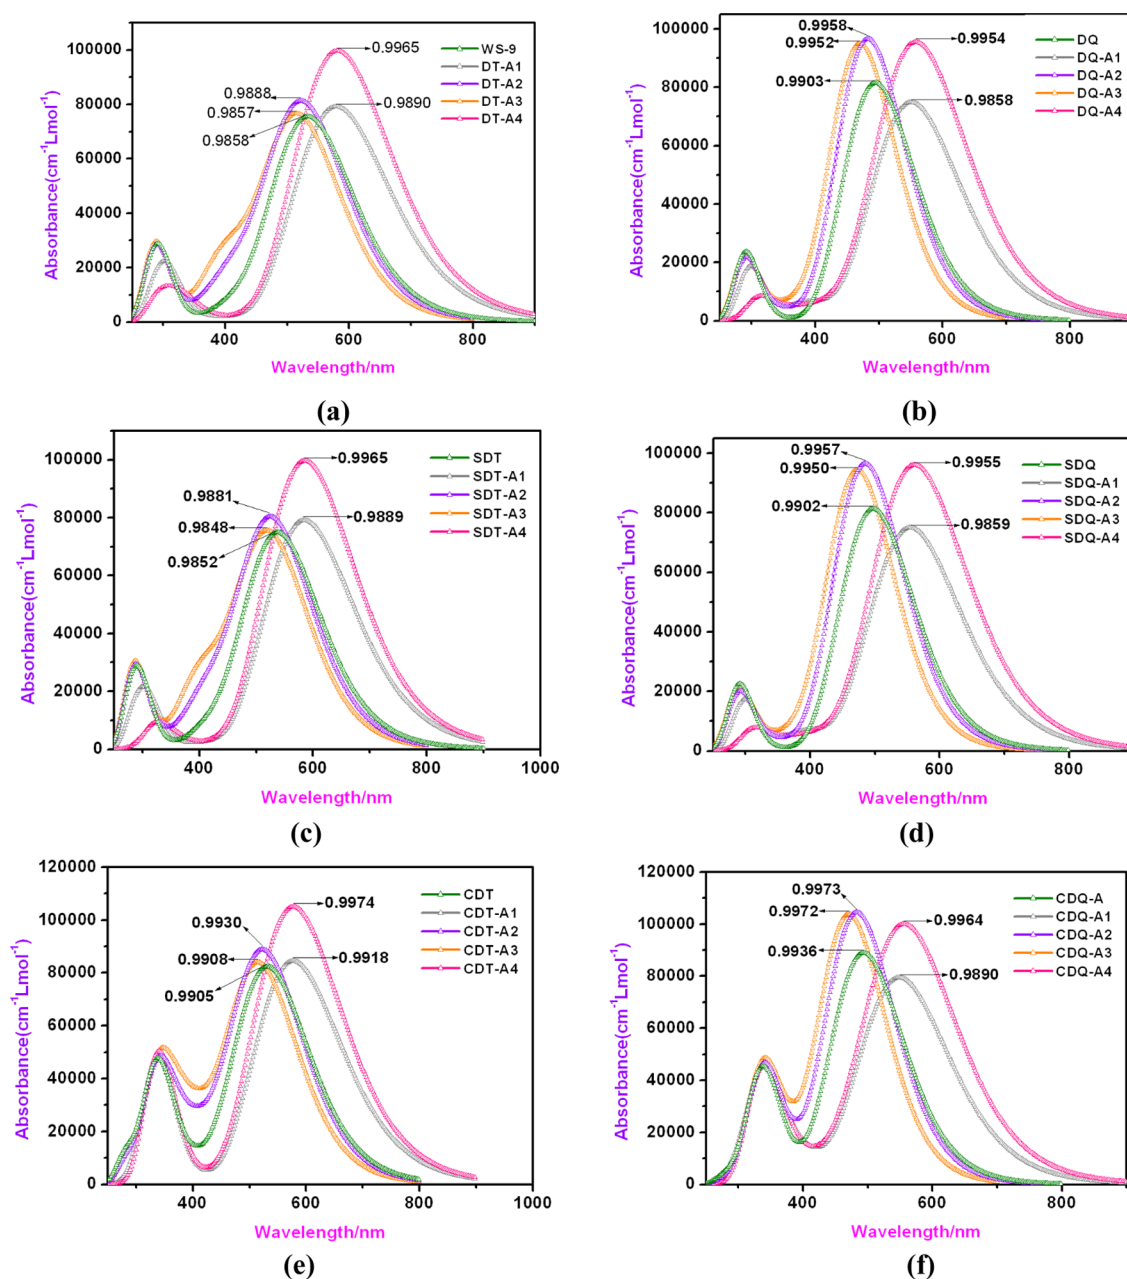 120000
100000
80000
60000
40000
20000
0
Absorbance(cm⁻¹Lmol⁻¹)
0.9965
0.9888
0.9857
0.9858
0.9890
WS-9
DT-A1
DT-A2
DT-A3
DT-A4
400 600 800
Wavelength/nm
(a)
100000
80000
60000
40000
20000
0
Absorbance(cm⁻¹Lmol⁻¹)
0.9958
0.9952
0.9903
0.9954
0.9858
DQ
DQ-A1
DQ-A2
DQ-A3
DQ-A4
400 600 800
Wavelength/nm
(b)
100000
80000
60000
40000
20000
0
Absorbance(cm⁻¹Lmol⁻¹)
0.9965
0.9881
0.9848
0.9852
0.9889
SDT
SDT-A1
SDT-A2
SDT-A3
SDT-A4
400 600 800 1000
Wavelength/nm
(c)
100000
80000
60000
40000
20000
0
Absorbance(cm⁻¹Lmol⁻¹)
0.9957
0.9950
0.9902
0.9955
0.9859
SDQ
SDQ-A1
SDQ-A2
SDQ-A3
SDQ-A4
400 600 800
Wavelength/nm
(d)
120000
100000
80000
60000
40000
20000
0
Absorbance(cm⁻¹Lmol⁻¹)
0.9974
0.9930
0.9908
0.9905
0.9918
CDT
CDT-A1
CDT-A2
CDT-A3
CDT-A4
400 600 800 1000
Wavelength/nm
(e)
120000
100000
80000
60000
40000
20000
0
Absorbance(cm⁻¹Lmol⁻¹)
0.9973
0.9972
0.9936
0.9964
0.9890
CDQ-A
CDQ-A1
CDQ-A2
CDQ-A3
CDQ-A4
400 600 800
Wavelength/nm
(f)